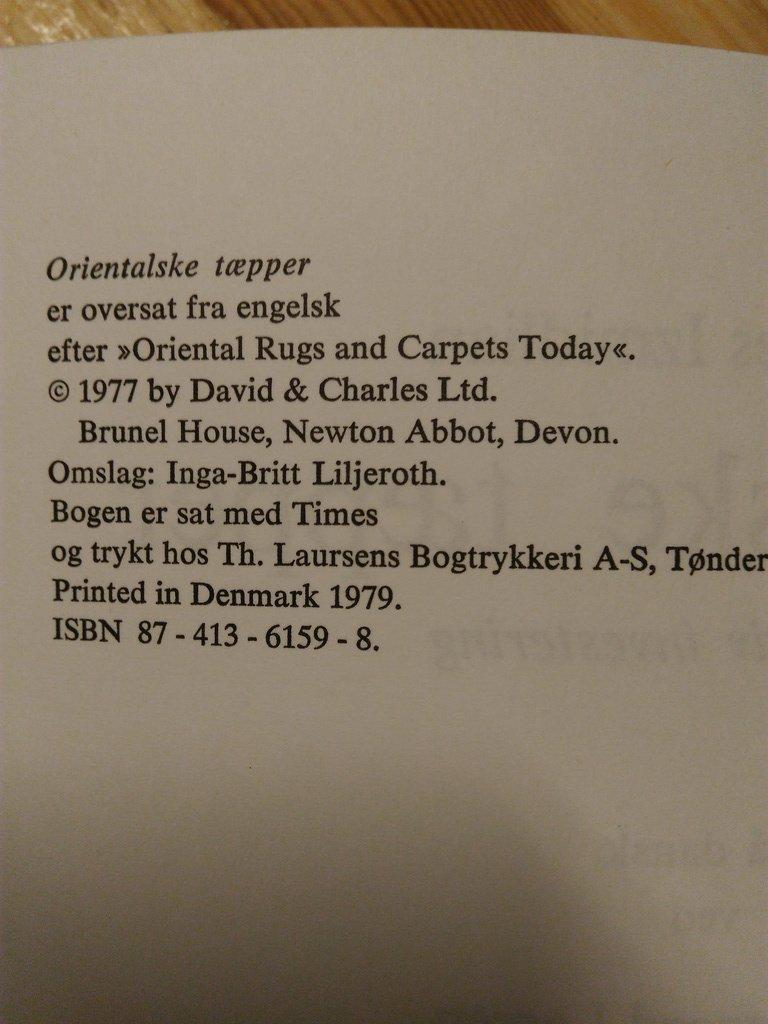 Orientalske tæpper
er oversat fra engelsk
efter »Oriental Rugs and Carpets Today«.
© 1977 by David & Charles Ltd.
Brunel House, Newton Abbot, Devon.
Omslag: Inga-Britt Liljeroth.
Bogen er sat med Times
og trykt hos Th. Laursens Bogtrykkeri A-S, Tønder
Printed in Denmark 1979.
ISBN 87 - 413 - 6159 - 8.